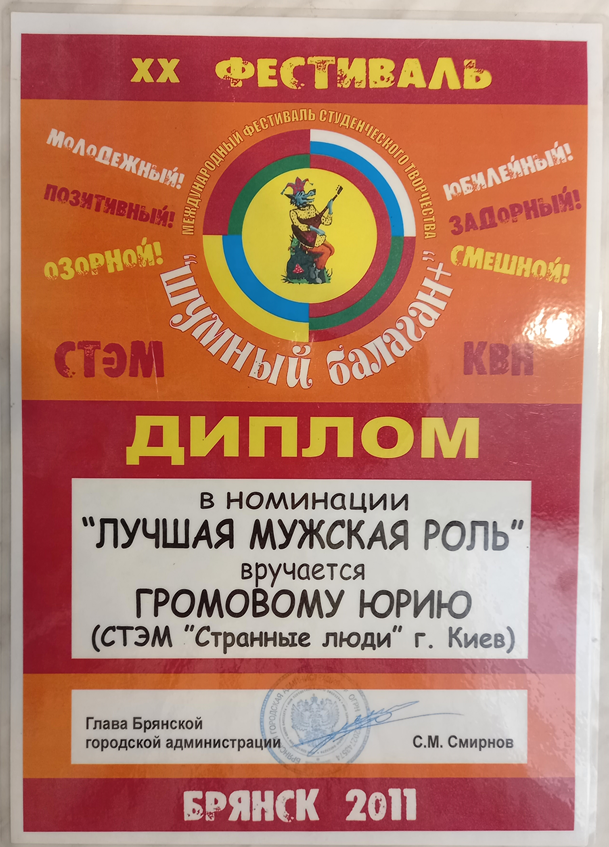 XX ФЕСТИВАЛЬ
МОЛОДЕЖНЫЙ!
ПОЗИТИВНЫЙ!
ОЗОРНОЙ!
МЕЖДУНАРОДНЫЙ ФЕСТИВАЛЬ СТУДЕНЧЕСКОГО ТВОРЧЕСТВА
ЮБИЛЕЙНЫЙ!
ЗАДОРНЫЙ!
СМЕШНОЙ!
"шумный балаган+"
СТЭМ
КВН
ДИПЛОМ
в номинации
"ЛУЧШАЯ МУЖСКАЯ РОЛЬ"
вручается
ГРОМОВОМУ ЮРИЮ
(СТЭМ "Странные люди" г. Киев)
Глава Брянской
городской администрации
С.М. Смирнов
БРЯНСК 2011